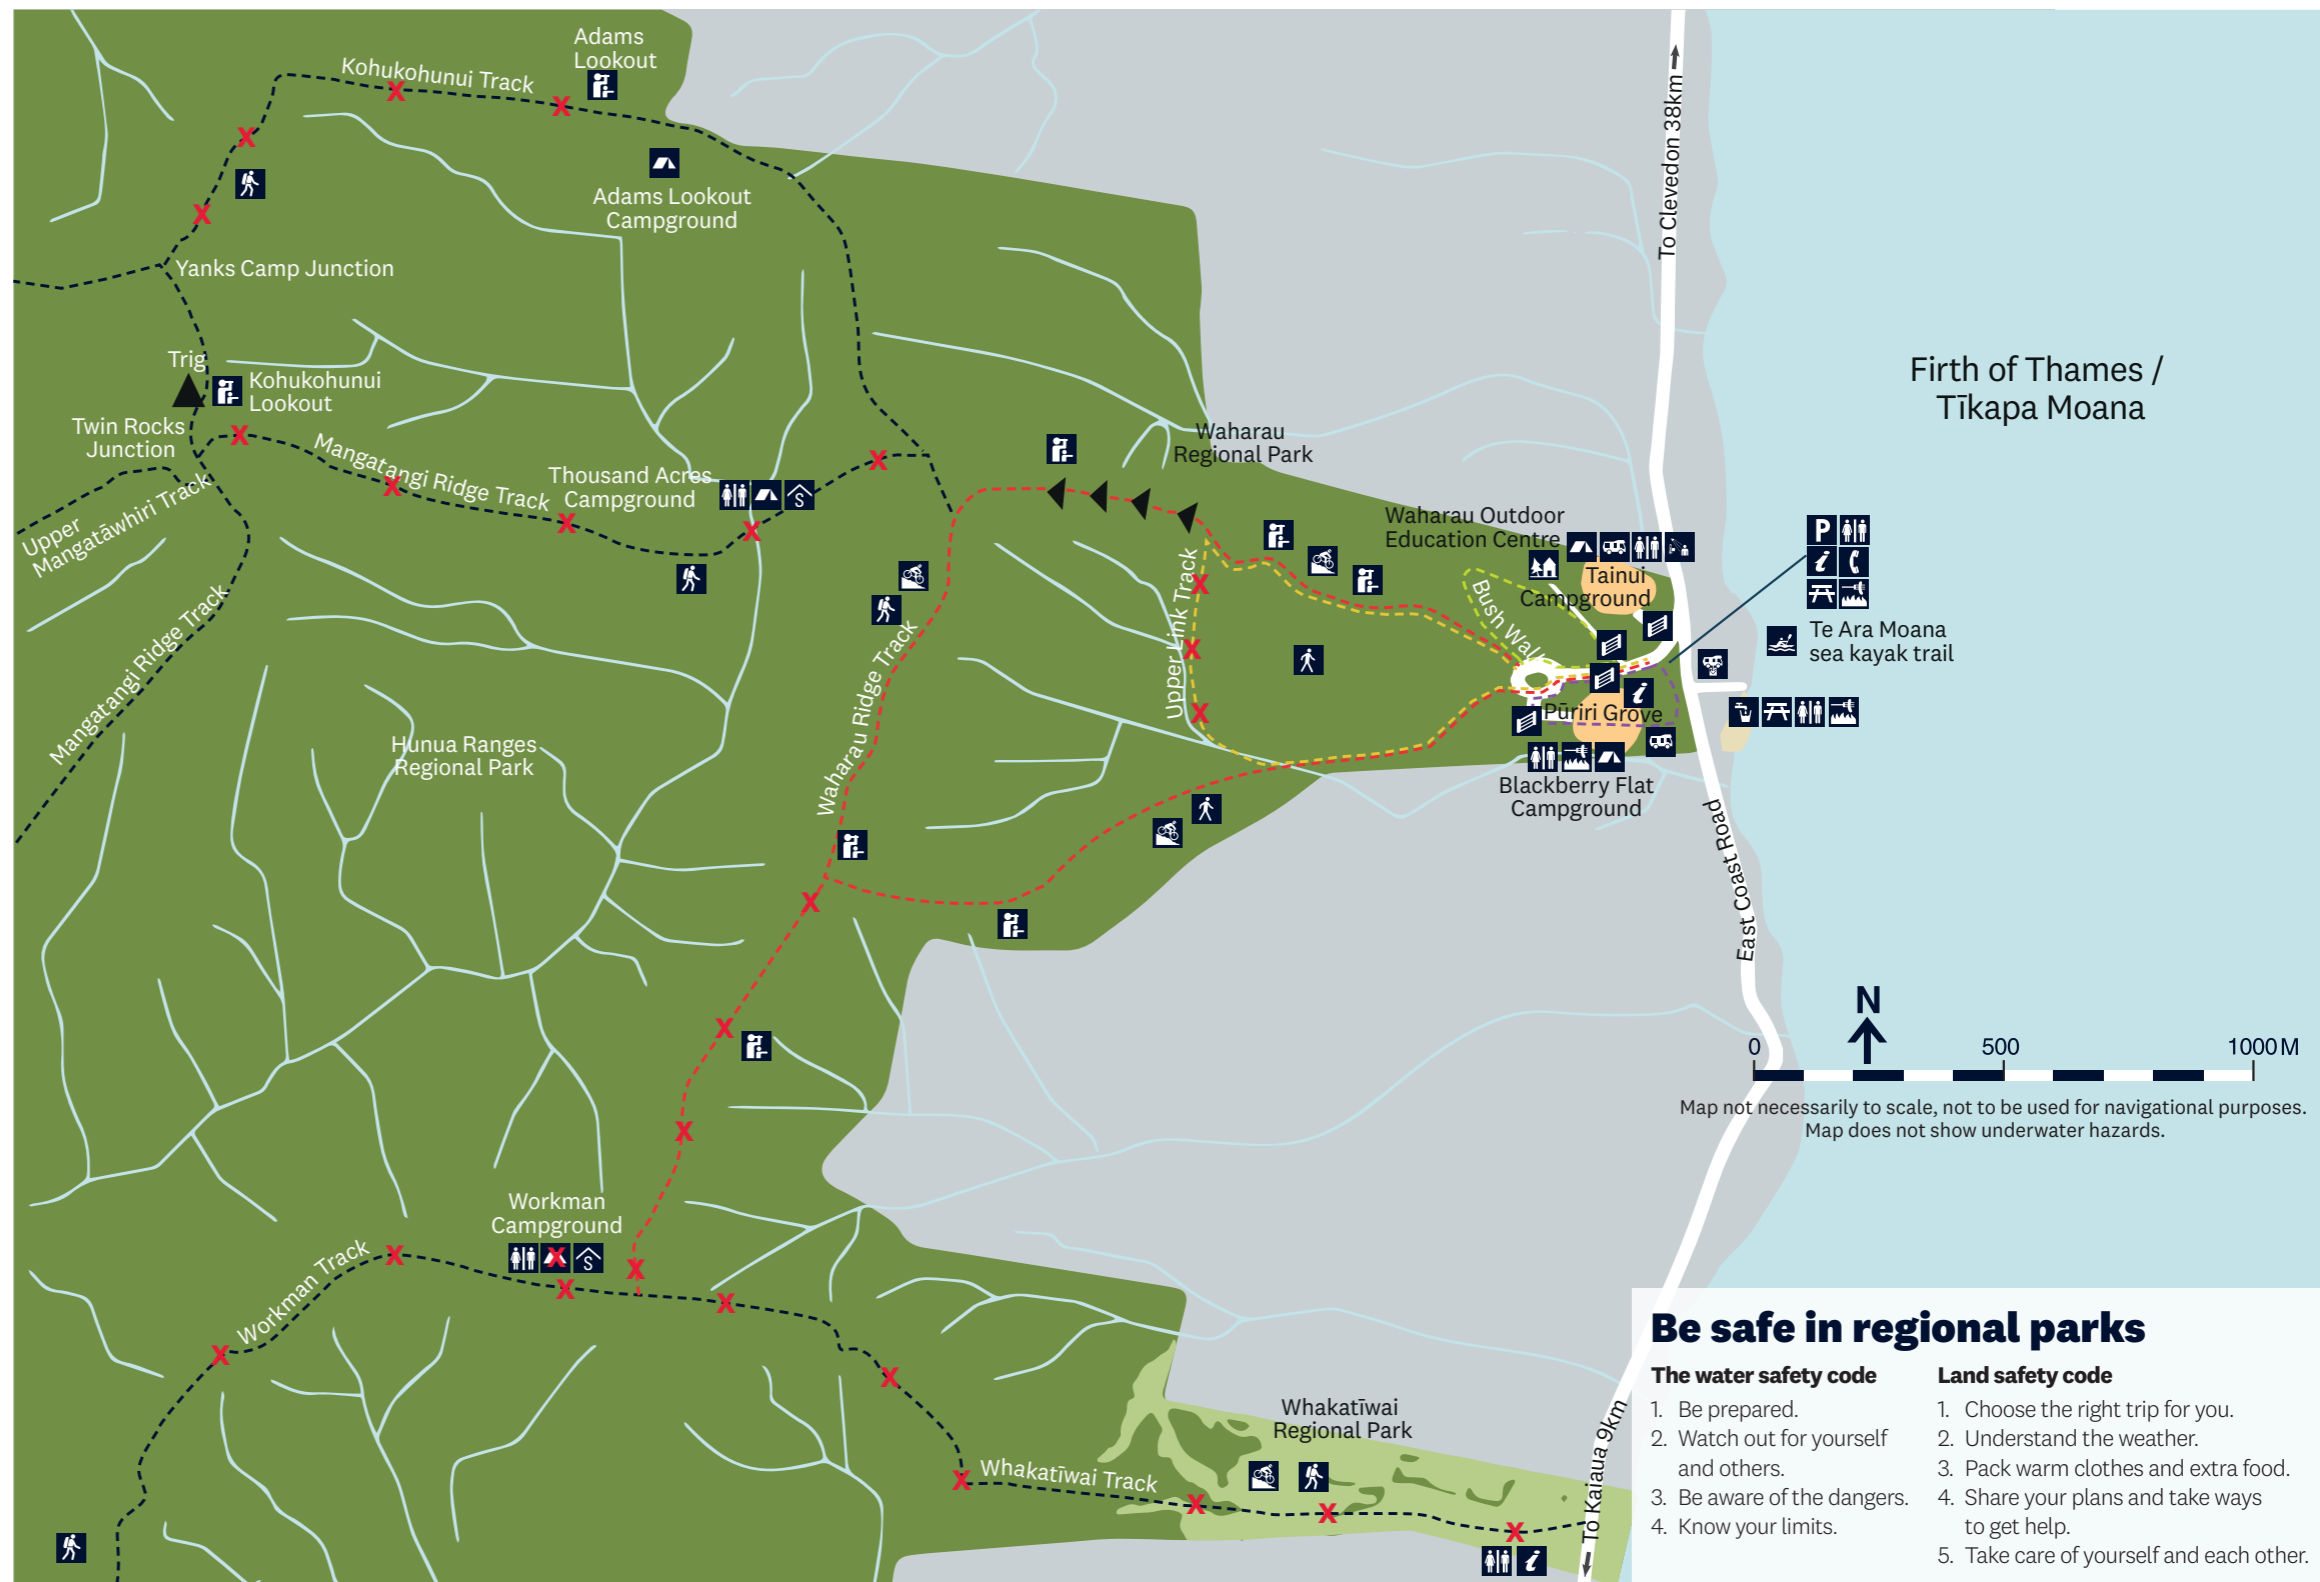 Adams
Lookout
Kohukohunui Track
Adams Lookout
Campground
Yanks Camp Junction
Trig
Kohukohunui
Lookout
Twin Rocks
Junction
Mangatangi Ridge Track
Thousand Acres
Campground
S
Upper
Mangatāwhiri Track
Mangatangi Ridge Track
Hunua Ranges
Regional Park
Waharau Ridge Track
Upper Link Track
Waharau
Regional Park
Waharau Outdoor
Education Centre
Tainui
Campground
Bush Walk
Pūriri Grove
i
Blackberry Flat
Campground
To Clevedon 38km
Firth of Thames /
Tīkapa Moana
P
i
Te Ara Moana
sea kayak trail
East Coast Road
N
0 500 1000 M
Map not necessarily to scale, not to be used for navigational purposes.
Map does not show underwater hazards.
Workman
Campground
S
Workman Track
Whakatīwai Track
Whakatīwai
Regional Park
i
To Kaiaua 9km
Be safe in regional parks
The water safety code
1. Be prepared.
2. Watch out for yourself
and others.
3. Be aware of the dangers.
4. Know your limits.
Land safety code
1. Choose the right trip for you.
2. Understand the weather.
3. Pack warm clothes and extra food.
4. Share your plans and take ways
to get help.
5. Take care of yourself and each other.